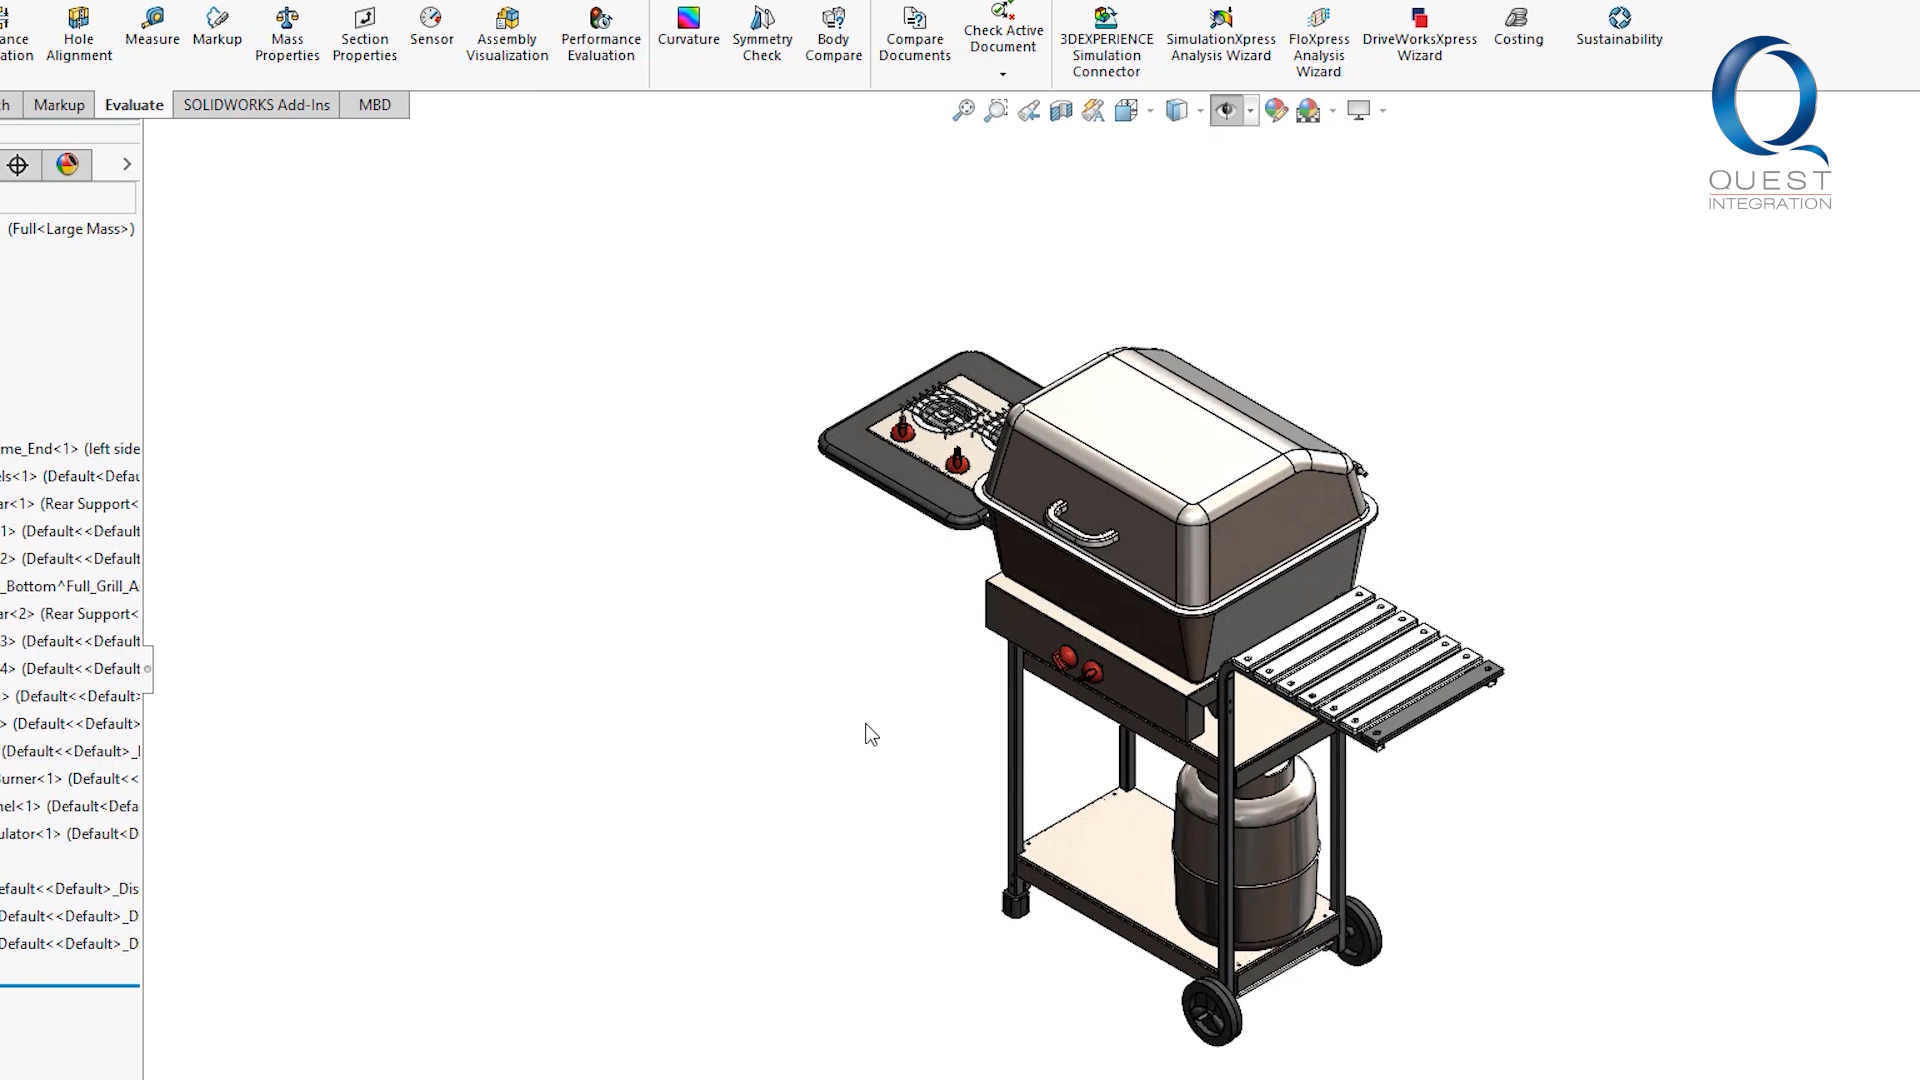 ance
ation
Hole
Alignment
Measure
Markup
Mass
Properties
Section
Properties
Sensor
Assembly
Visualization
Performance
Evaluation
Curvature
Symmetry
Check
Body
Compare
Compare
Documents
Check Active
Document
3DEXPERIENCE
Simulation
Connector
SimulationXpress
Analysis Wizard
FloXpress
Analysis
Wizard
DriveWorksXpress
Wizard
Costing
Sustainability
h
Markup
Evaluate
SOLIDWORKS Add-Ins
MBD
QUEST
INTEGRATION
(Full<Large Mass>)
me_End<1> (left side
els<1> (Default<Defau
ar<1> (Rear Support<
1> (Default<<Default
2> (Default<<Default
_Bottom^Full_Grill_A
ar<2> (Rear Support<
3> (Default<<Default
4> (Default<<Default
> (Default<<Default>
> (Default<<Default>
(Default<<Default>_
Burner<1> (Default<<
nel<1> (Default<Defa
ulator<1> (Default<D
efault<<Default>_Dis
Default<<Default>_D
Default<<Default>_D